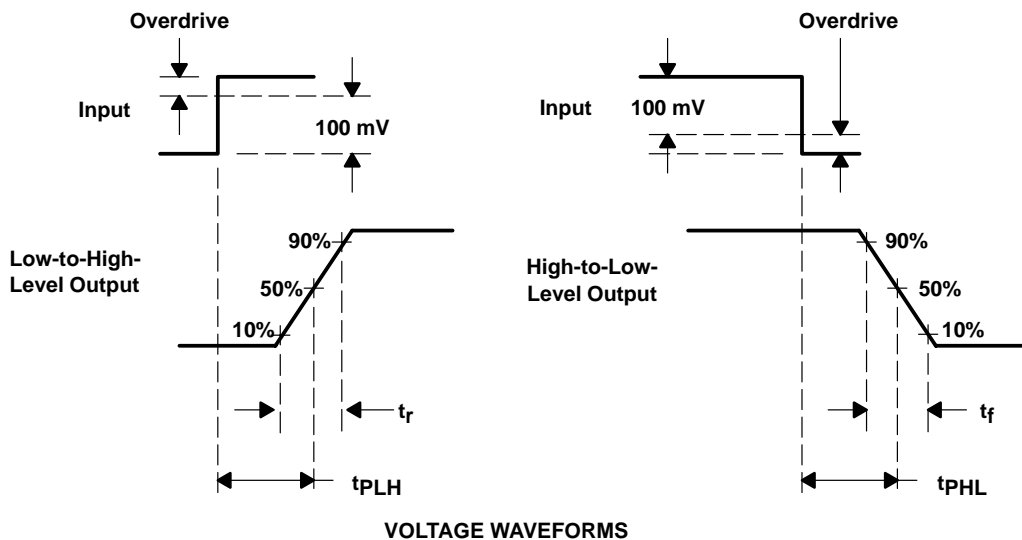 Overdrive
Input
100 mV
Low-to-High-
Level Output
90%
50%
10%
tr
tPLH
Overdrive
Input
100 mV
High-to-Low-
Level Output
90%
50%
10%
tf
tPHL
VOLTAGE WAVEFORMS